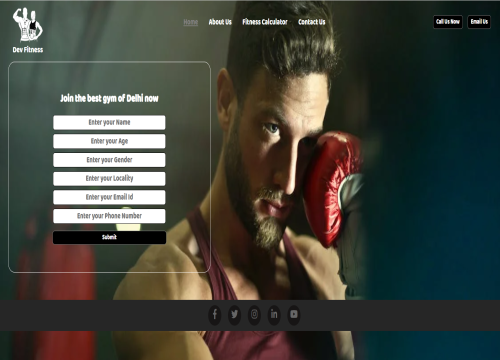 Home
About Us
Fitness Calculator
Contact Us
Call Us Now
Email Us
Dev Fitness
Join the best gym of Delhi now
Enter your Name
Enter your Age
Enter your Gender
Enter your Locality
Enter your Email Id
Enter your Phone Number
Submit